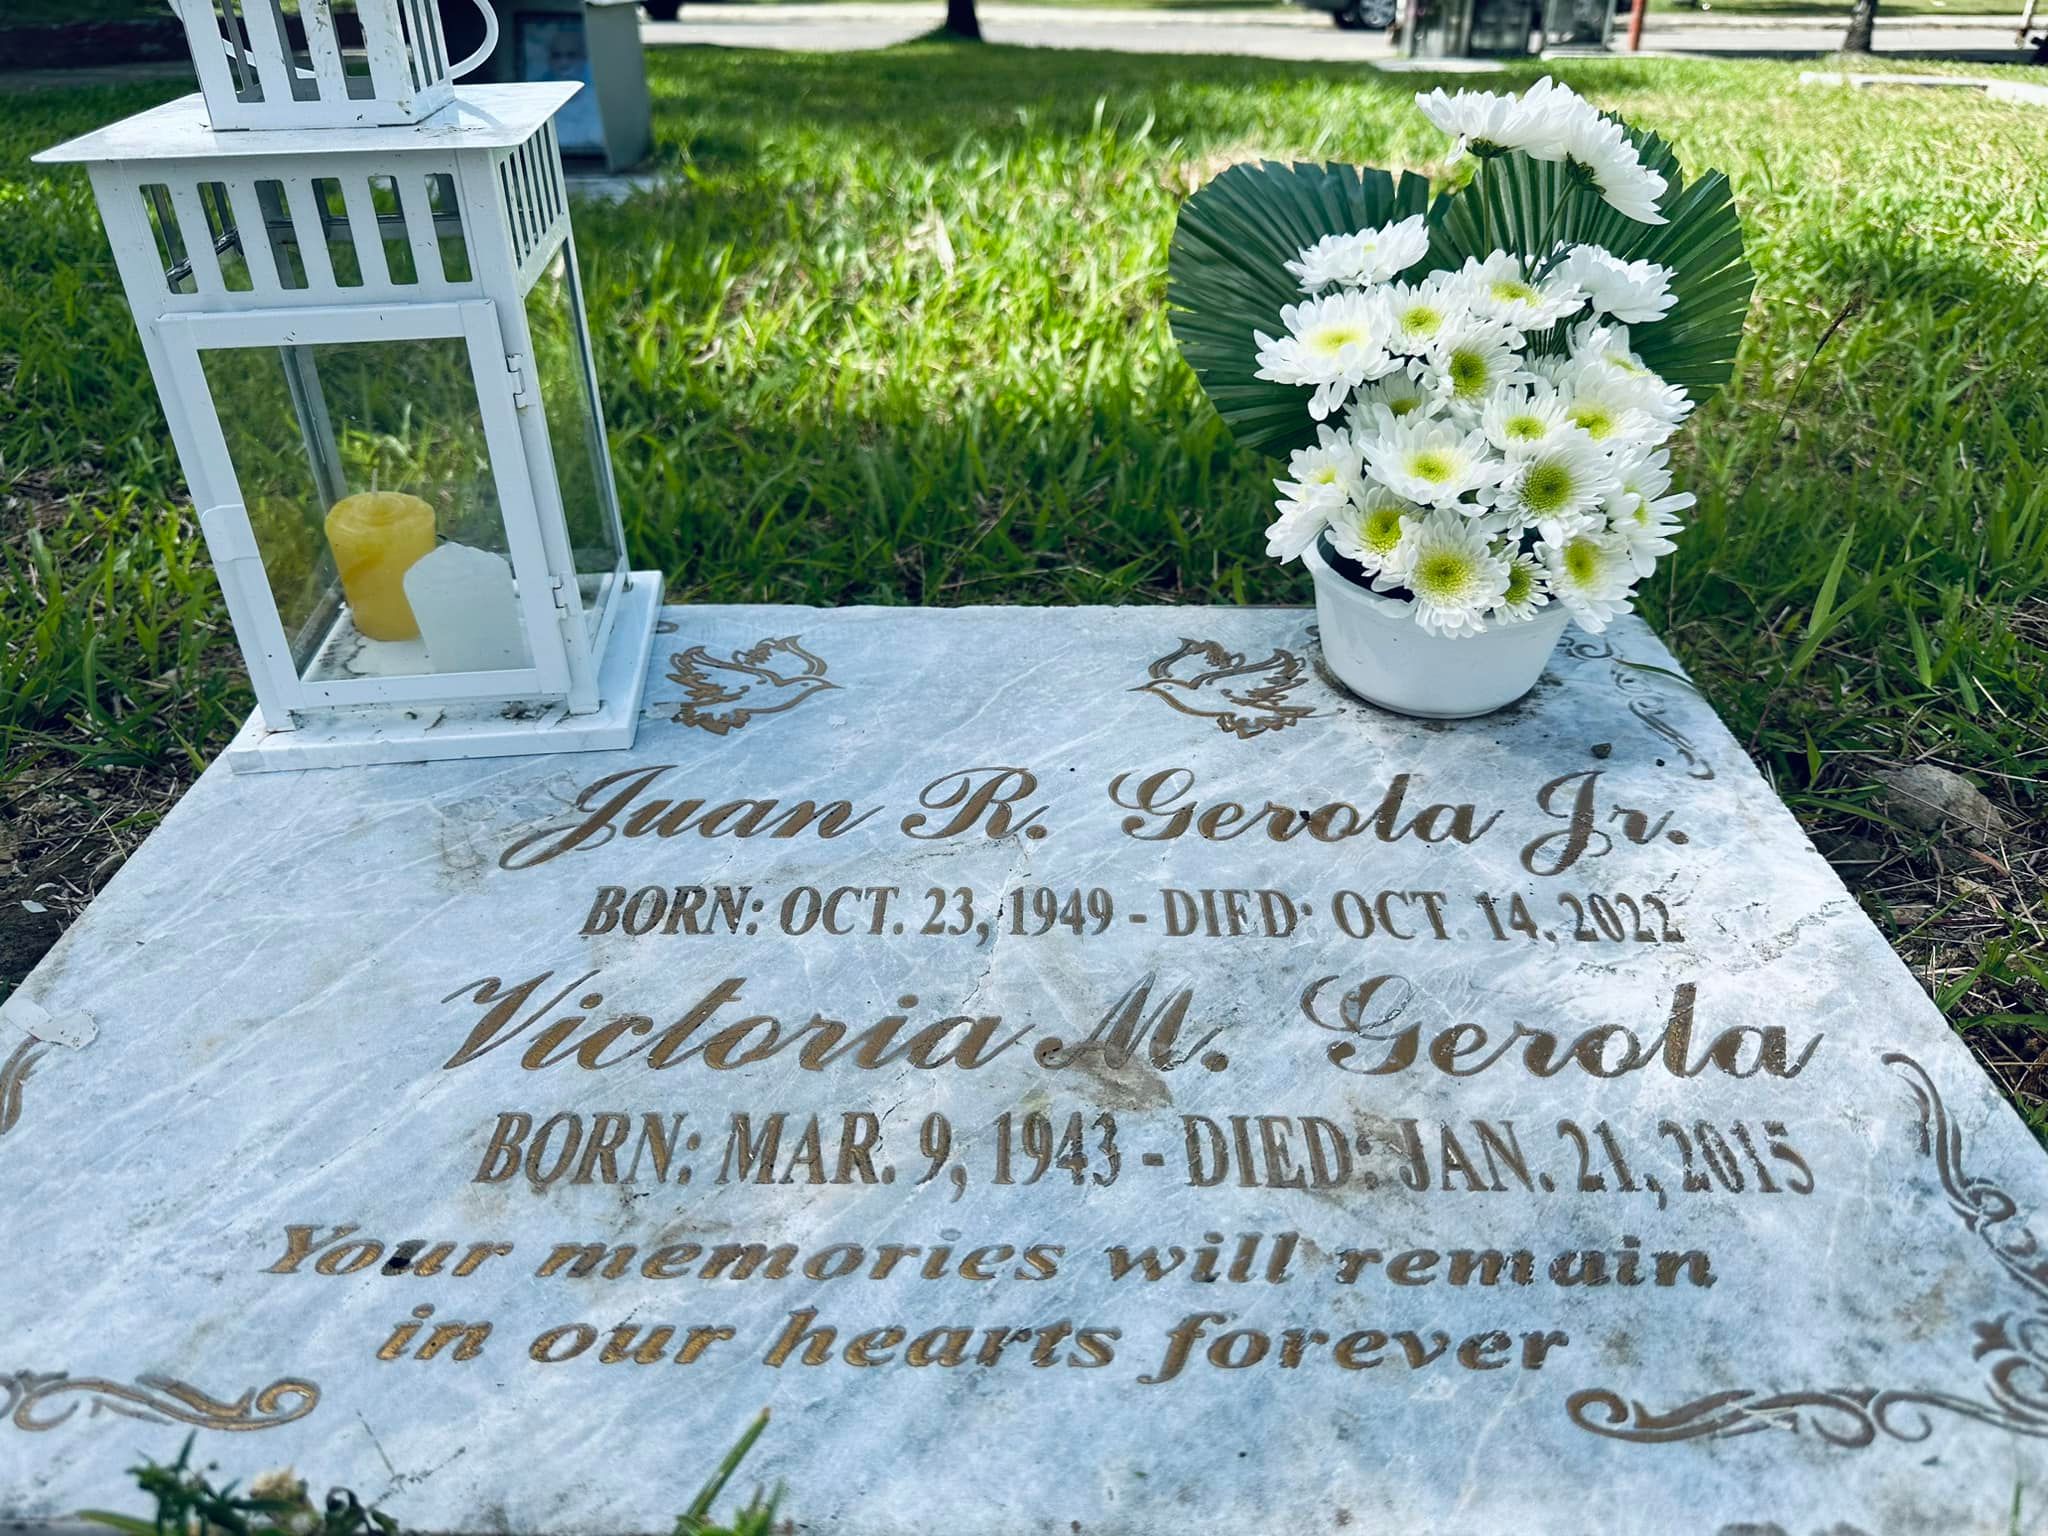 Juan R. Gerola Jr.
BORN: OCT. 23, 1949 - DIED: OCT. 14, 2022
Victoria M. Gerola
BORN: MAR. 9, 1943 - DIED: JAN. 21, 2015
Your memories will remain
in our hearts forever